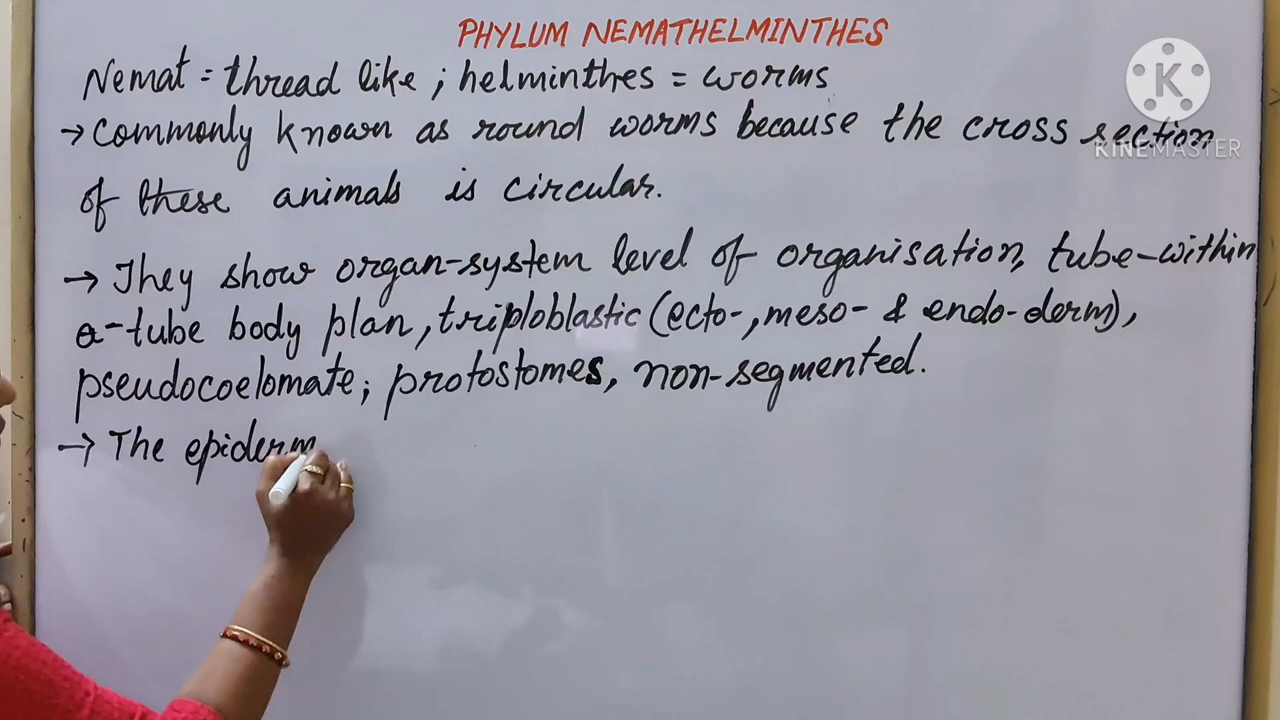 PHYLUM NEMATHELMINTHES
Nemat = thread like ; helminthes = worms
→ Commonly known as round worms because the cross section
of these animals is circular.
→ They show organ-system level of organisation, tube-within
a-tube body plan, triploblastic (ecto-, meso- & endo-derm),
pseudocoelomate; protostomes, non-segmented.
→ The epiderm
K
KINEMASTER